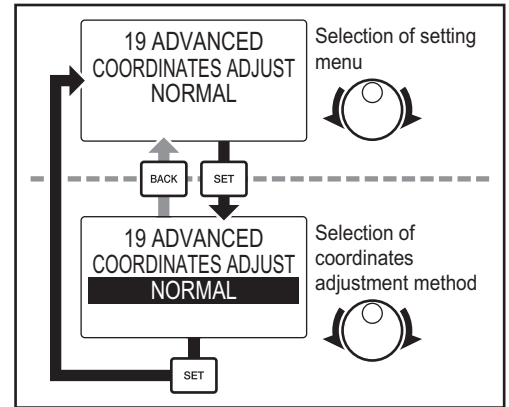 19 ADVANCED
COORDINATES ADJUST
NORMAL
Selection of setting
menu
BACK
SET
19 ADVANCED
COORDINATES ADJUST
NORMAL
Selection of
coordinates
adjustment method
SET